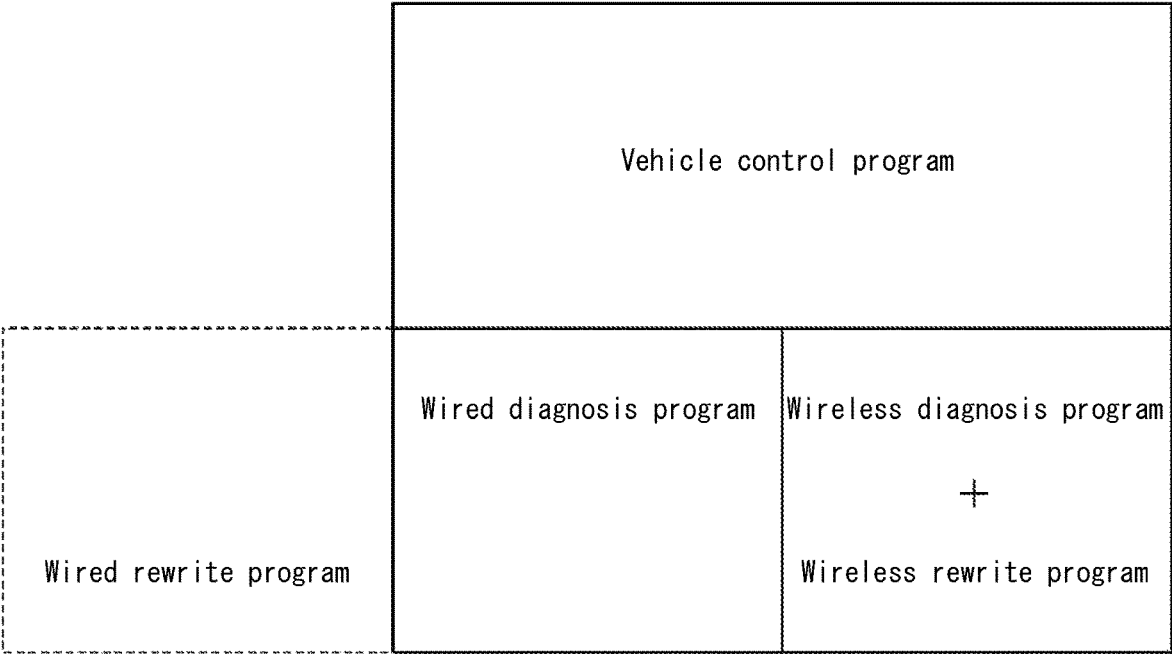 Vehicle control program
Wired diagnosis program
Wireless diagnosis program
+
Wired rewrite program
Wireless rewrite program